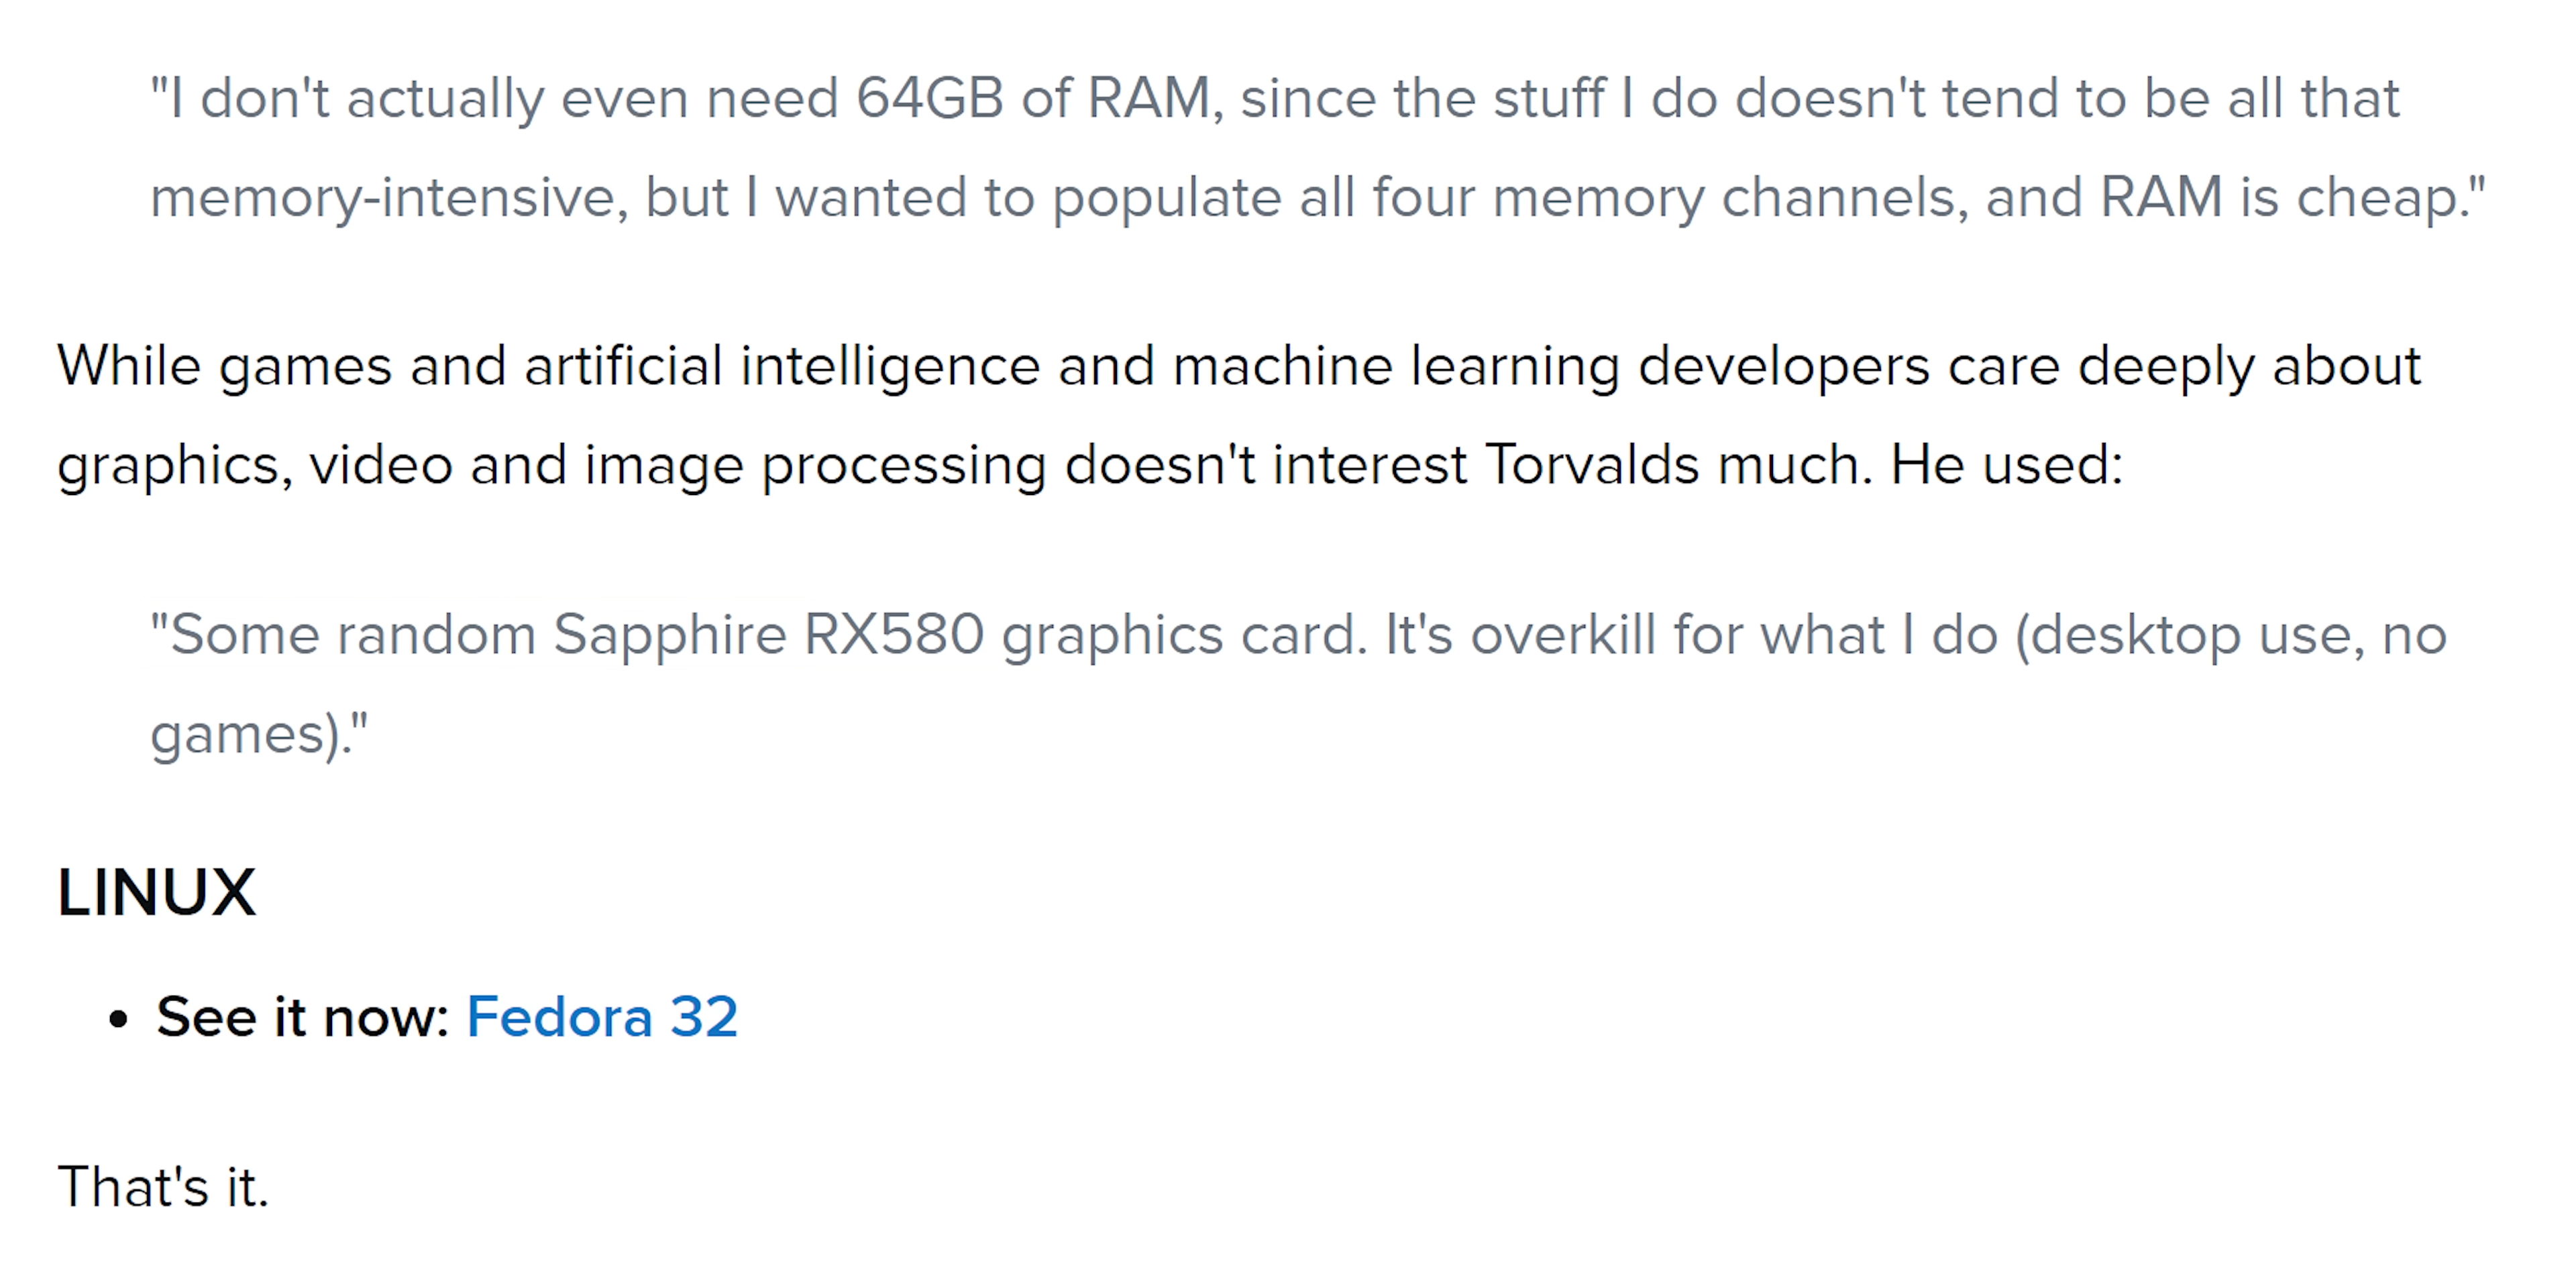 "I don't actually even need 64GB of RAM, since the stuff I do doesn't tend to be all that
memory-intensive, but I wanted to populate all four memory channels, and RAM is cheap."
While games and artificial intelligence and machine learning developers care deeply about
graphics, video and image processing doesn't interest Torvalds much. He used:
"Some random Sapphire RX580 graphics card. It's overkill for what I do (desktop use, no
games)."
LINUX
• See it now: Fedora 32
That's it.